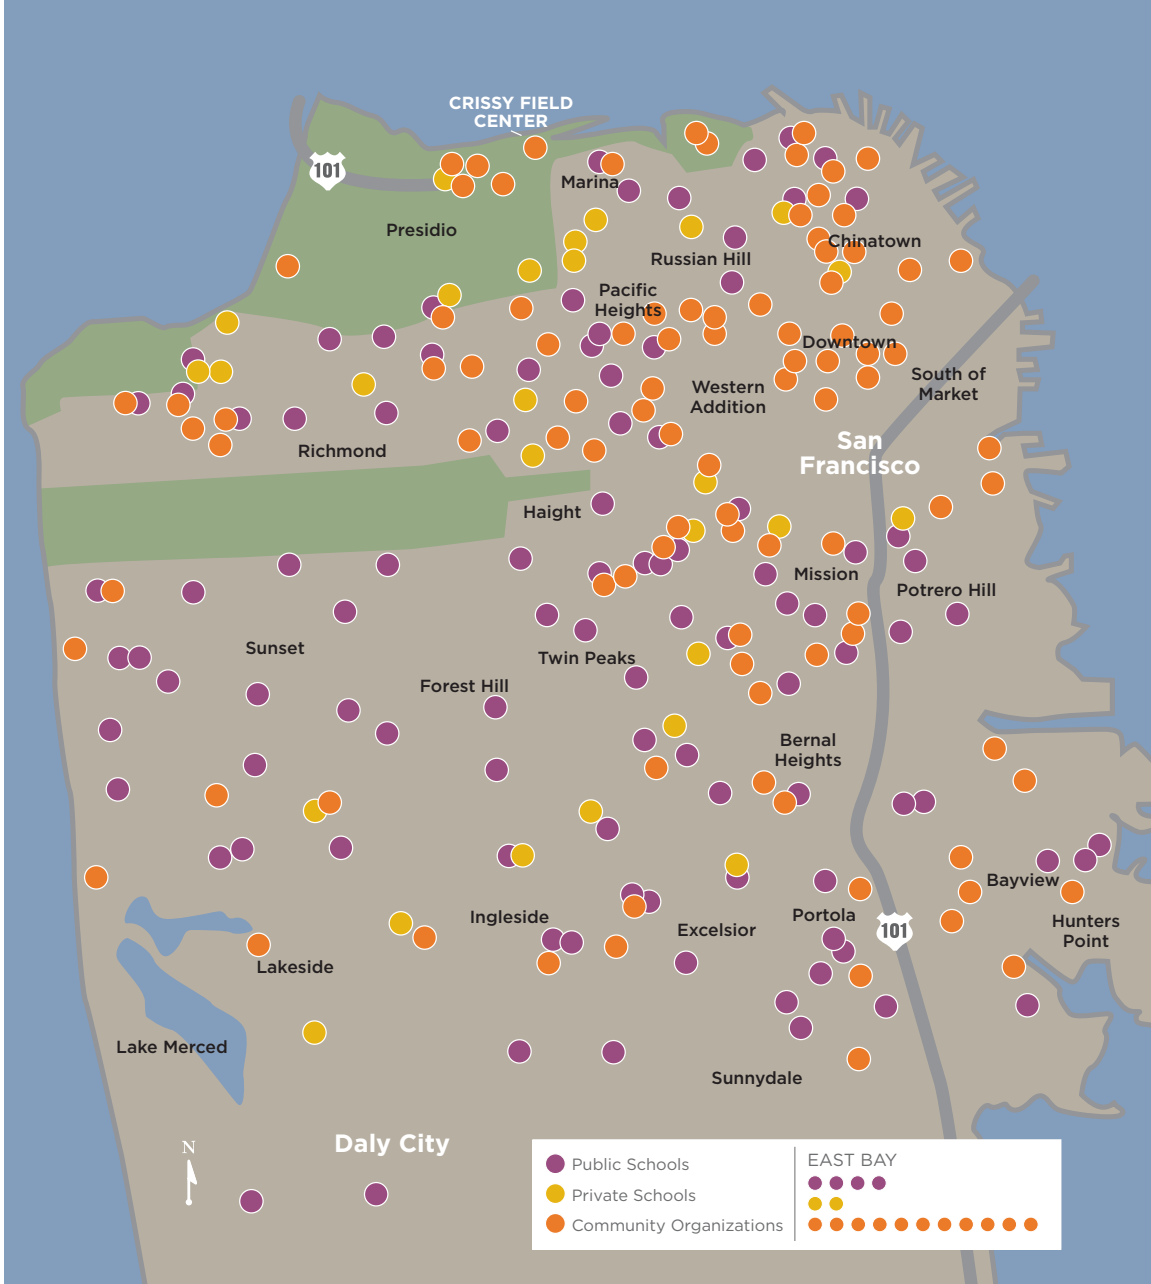 CRISSY FIELD
CENTER
101
Marina
Presidio
Chinatown
Russian Hill
Pacific
Heights
Downtown
South of
Market
Western
Addition
San
Francisco
Richmond
Haight
Mission
Potrero Hill
Sunset
Twin Peaks
Forest Hill
Bernal
Heights
Bayview
Ingleside
Portola
Hunters
Point
Excelsior
101
Lakeside
Lake Merced
Sunnydale
Daly City
N
Public Schools
Private Schools
Community Organizations
EAST BAY